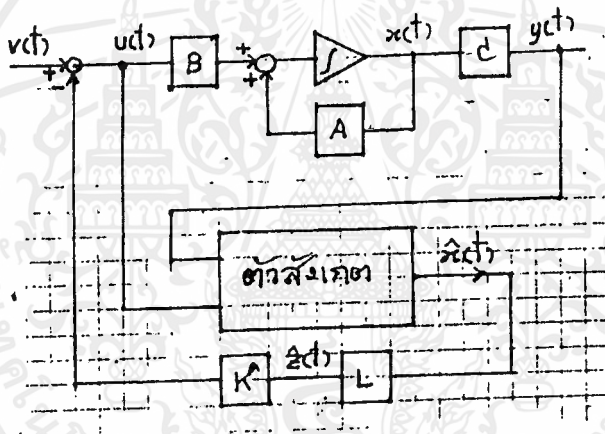 v(t) u(t) x(t) y(t)
+ - B + + ∫ C
A
ตัวสังเกต x̂(t)
K̂ ẑ(t) L